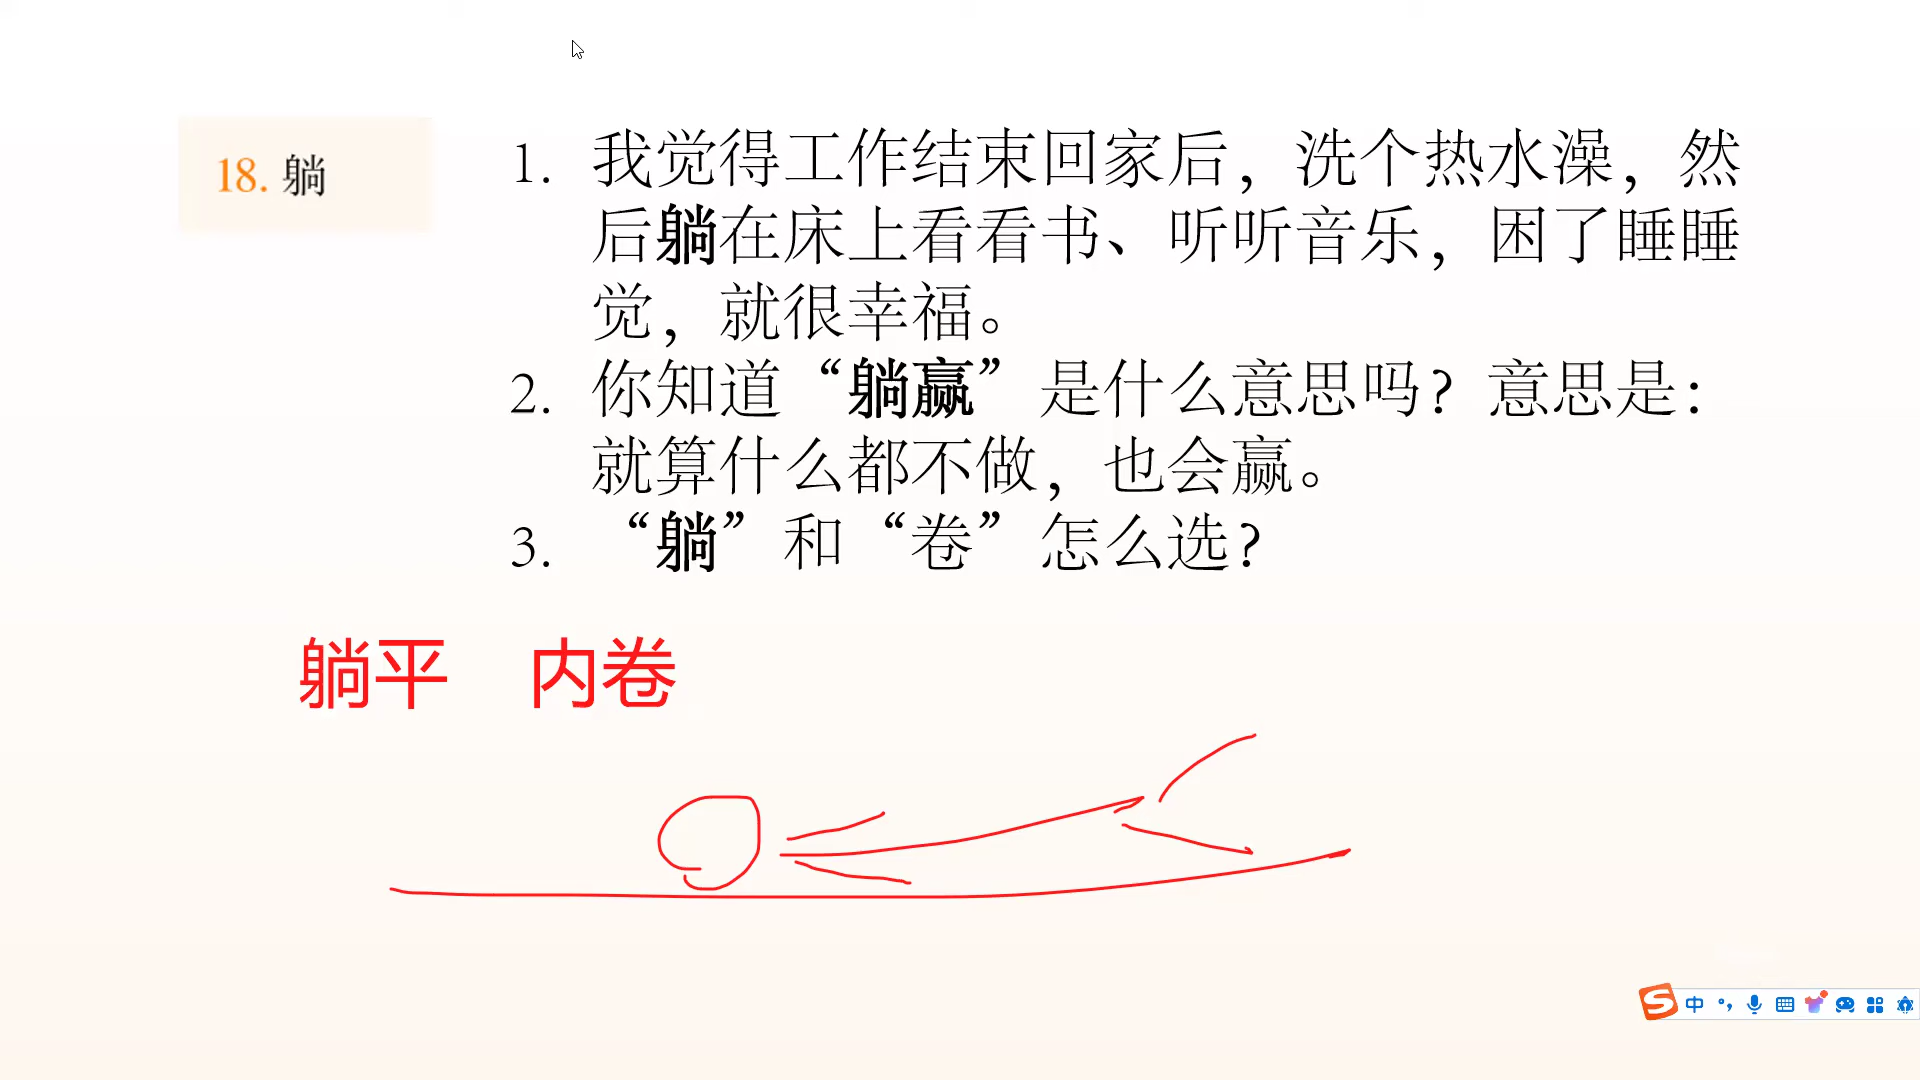 18. 躺
1. 我觉得工作结束回家后，洗个热水澡，然
后躺在床上看看书、听听音乐，困了睡睡
觉，就很幸福。
2. 你知道“躺赢”是什么意思吗？意思是：
就算什么都不做，也会赢。
3. “躺”和“卷”怎么选？
躺平 内卷
S 中